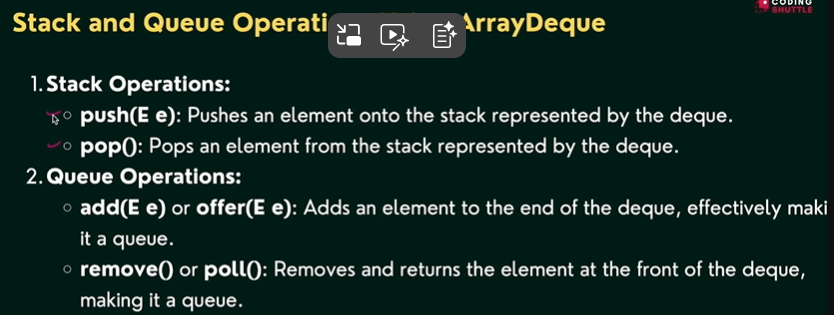 CODING
SHUTTLE
Stack and Queue Operati ArrayDeque
1. Stack Operations:
○ push(E e): Pushes an element onto the stack represented by the deque.
○ pop(): Pops an element from the stack represented by the deque.
2. Queue Operations:
○ add(E e) or offer(E e): Adds an element to the end of the deque, effectively maki
it a queue.
○ remove() or poll(): Removes and returns the element at the front of the deque,
making it a queue.